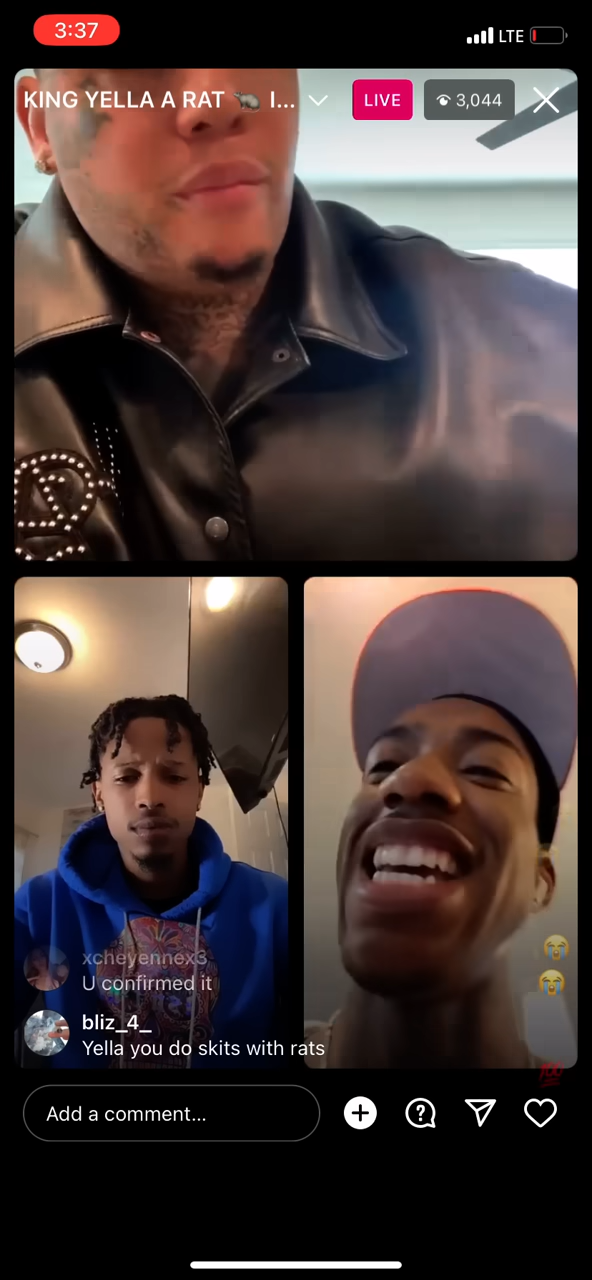 3:37
LTE
KING YELLA A RAT 🐀 I...
LIVE
3,044
xcheyennex3
U confirmed it
bliz_4_
Yella you do skits with rats
💯
Add a comment...